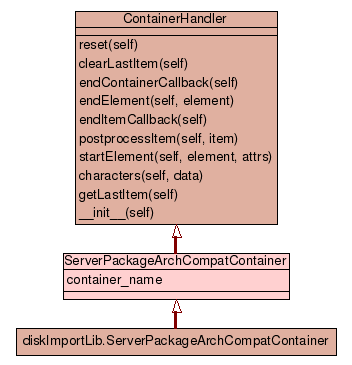 ContainerHandler
reset(self)
clearLastItem(self)
endContainerCallback(self)
endElement(self, element)
endItemCallback(self)
postprocessItem(self, item)
startElement(self, element, attrs)
characters(self, data)
getLastItem(self)
__init__(self)
ServerPackageArchCompatContainer
container_name
diskImportLib.ServerPackageArchCompatContainer